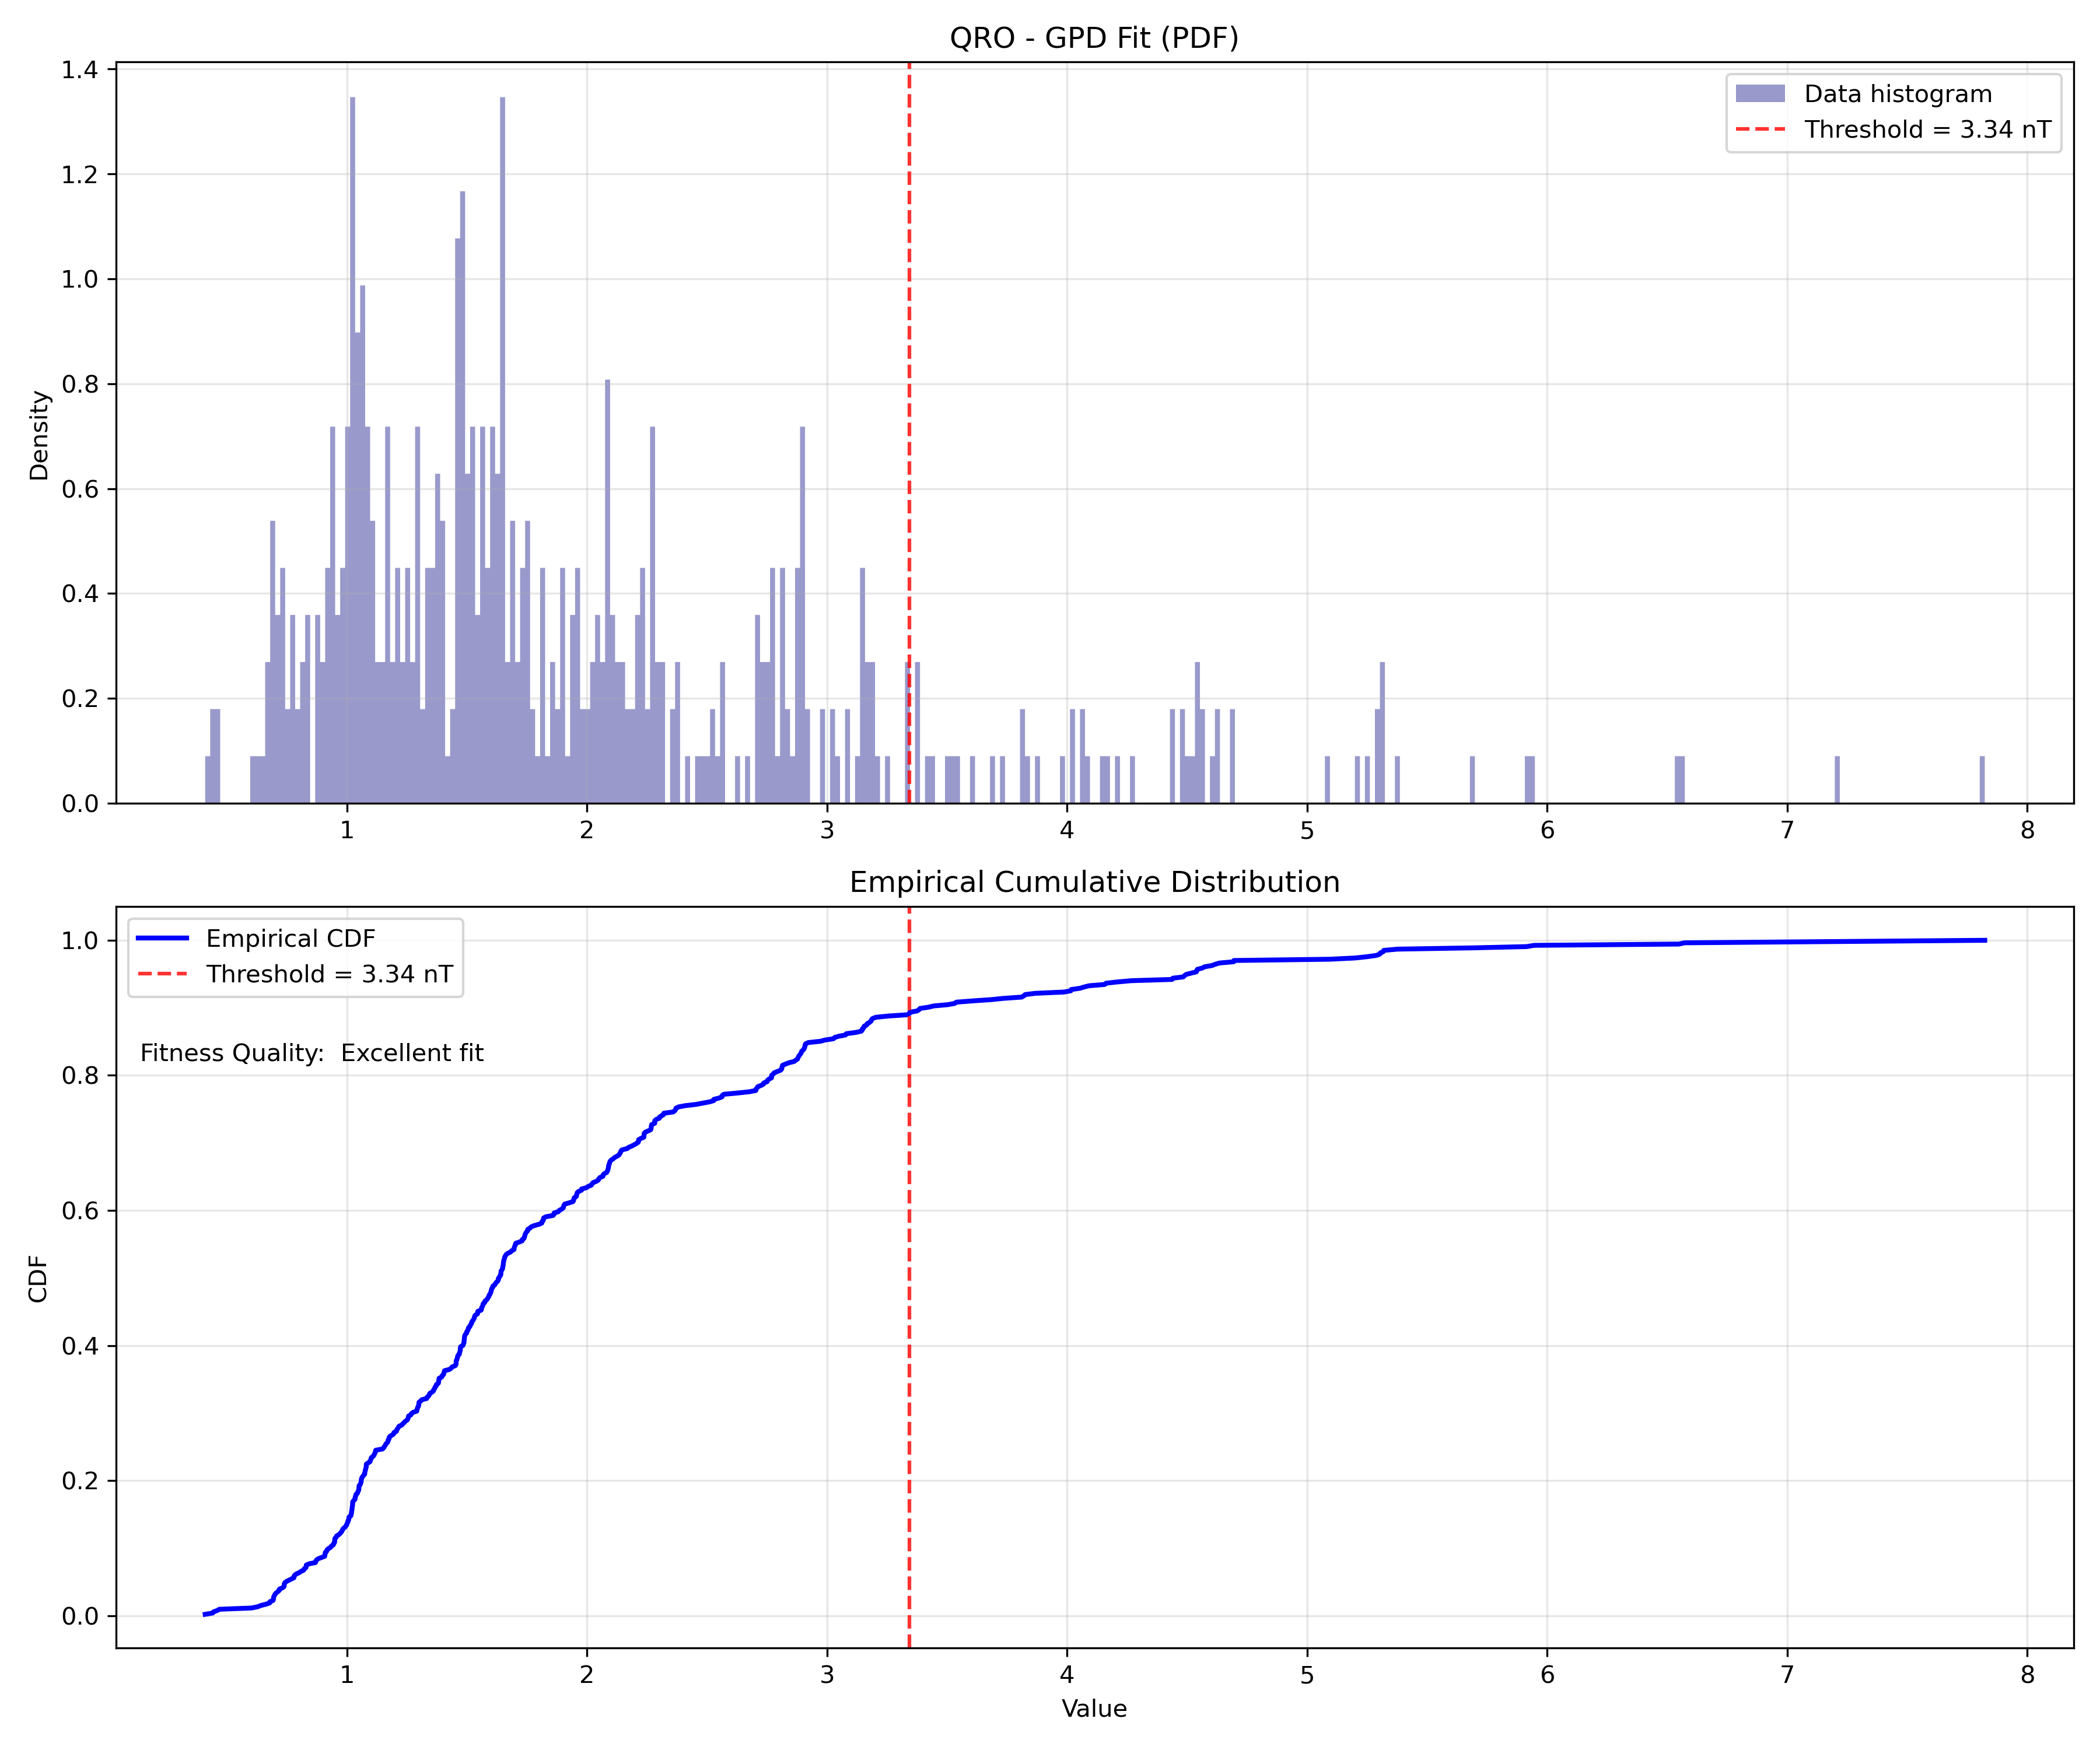 QRO - GPD Fit (PDF)
Density
1.4
1.2
1.0
0.8
0.6
0.4
0.2
0.0
Data histogram
Threshold = 3.34 nT
1 2 3 4 5 6 7 8
Empirical Cumulative Distribution
CDF
1.0
0.8
0.6
0.4
0.2
0.0
Empirical CDF
Threshold = 3.34 nT
Fitness Quality: Excellent fit
1 2 3 4 5 6 7 8
Value